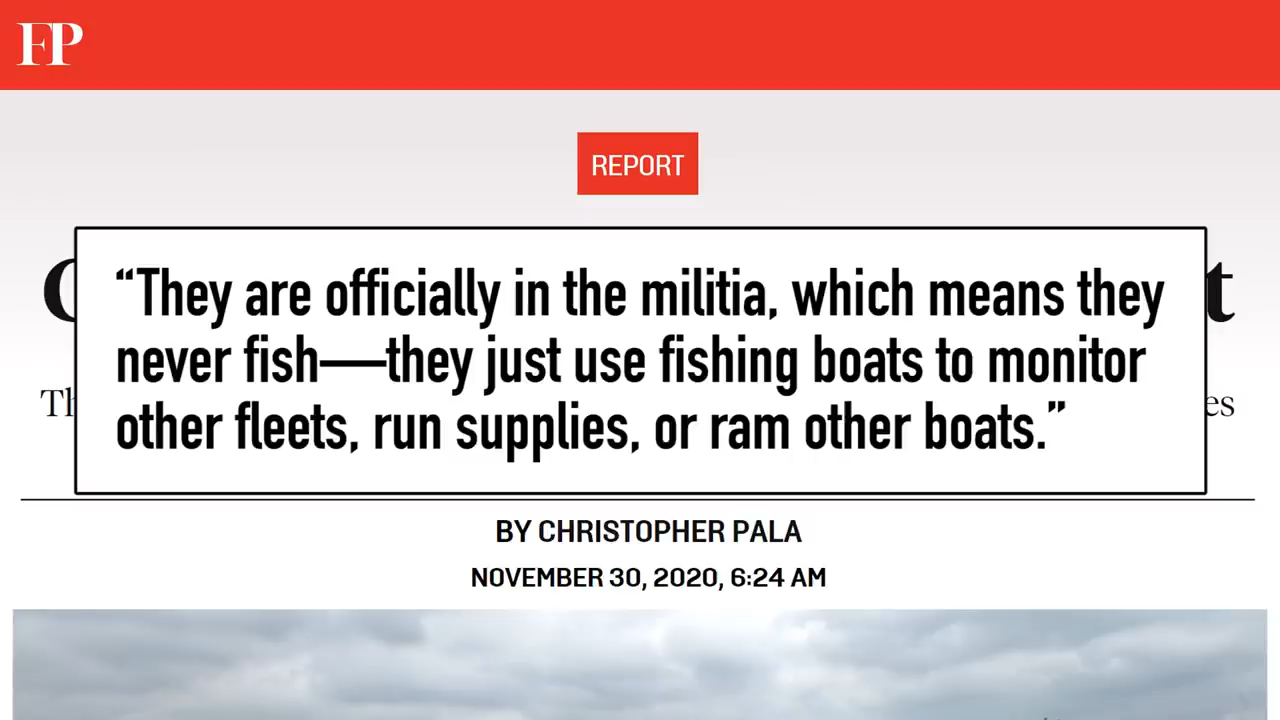 FP
REPORT
“They are officially in the militia, which means they
never fish—they just use fishing boats to monitor
other fleets, run supplies, or ram other boats.”
BY CHRISTOPHER PALA
NOVEMBER 30, 2020, 6:24 AM